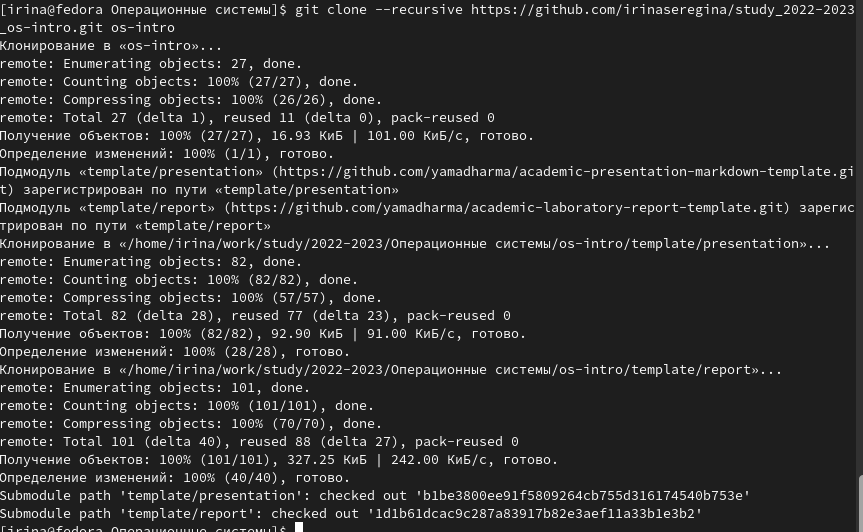 [irina@fedora Операционные системы]$ git clone --recursive https://github.com/irinaseregina/study_2022-2023
_os-intro.git os-intro
Клонирование в «os-intro»...
remote: Enumerating objects: 27, done.
remote: Counting objects: 100% (27/27), done.
remote: Compressing objects: 100% (26/26), done.
remote: Total 27 (delta 1), reused 11 (delta 0), pack-reused 0
Получение объектов: 100% (27/27), 16.93 КиБ | 101.00 КиБ/с, готово.
Определение изменений: 100% (1/1), готово.
Подмодуль «template/presentation» (https://github.com/yamadharma/academic-presentation-markdown-template.gi
t) зарегистрирован по пути «template/presentation»
Подмодуль «template/report» (https://github.com/yamadharma/academic-laboratory-report-template.git) зарегис
трирован по пути «template/report»
Клонирование в «/home/irina/work/study/2022-2023/Операционные системы/os-intro/template/presentation»...
remote: Enumerating objects: 82, done.
remote: Counting objects: 100% (82/82), done.
remote: Compressing objects: 100% (57/57), done.
remote: Total 82 (delta 28), reused 77 (delta 23), pack-reused 0
Получение объектов: 100% (82/82), 92.90 КиБ | 91.00 КиБ/с, готово.
Определение изменений: 100% (28/28), готово.
Клонирование в «/home/irina/work/study/2022-2023/Операционные системы/os-intro/template/report»...
remote: Enumerating objects: 101, done.
remote: Counting objects: 100% (101/101), done.
remote: Compressing objects: 100% (70/70), done.
remote: Total 101 (delta 40), reused 88 (delta 27), pack-reused 0
Получение объектов: 100% (101/101), 327.25 КиБ | 242.00 КиБ/с, готово.
Определение изменений: 100% (40/40), готово.
Submodule path 'template/presentation': checked out 'b1be3800ee91f5809264cb755d316174540b753e'
Submodule path 'template/report': checked out '1d1b61dcac9c287a83917b82e3aef11a33b1e3b2'
[irina@fedora Операционные системы]$